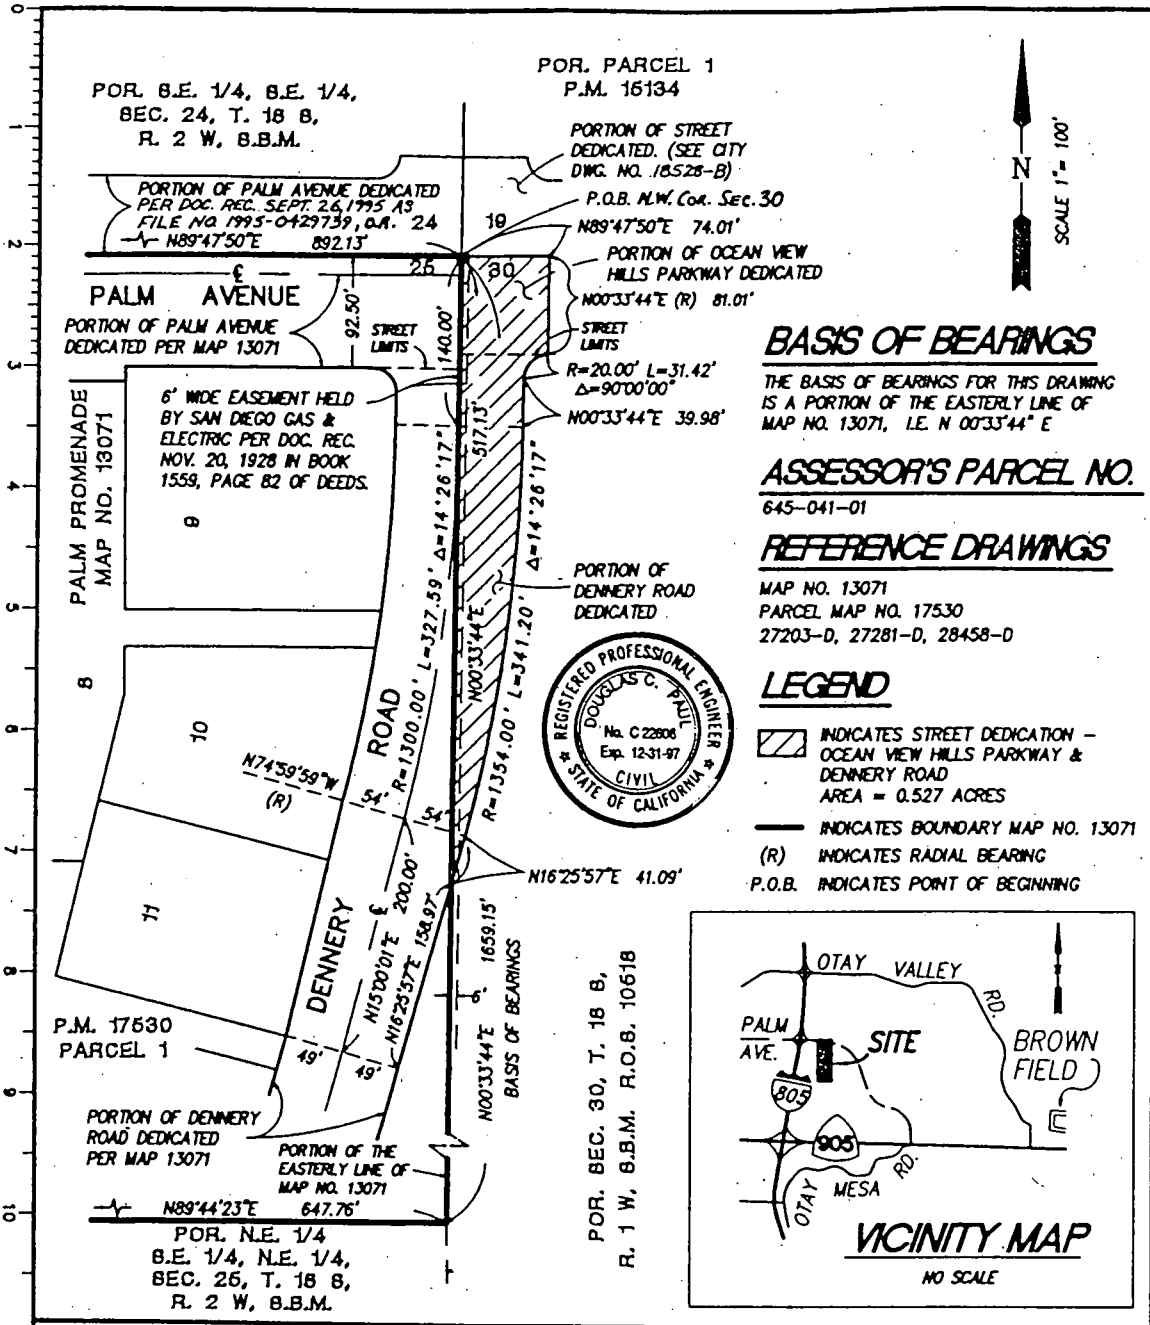 0
1
2
3
4
5
6
7
8
9
10
POR. S.E. 1/4, S.E. 1/4,
SEC. 24, T. 18 S,
R. 2 W, S.B.M.
POR. PARCEL 1
P.M. 15134
PORTION OF STREET
DEDICATED. (SEE CITY
DWG. NO. 18528-B)
P.O.B. N.W. COR. SEC. 30
PORTION OF PALM AVENUE DEDICATED
PER DOC. REC. SEPT. 26, 1995 AS
FILE NO. 1995-0429739, O.R.
24
19
25
30
N89°47'50"E 892.13'
N89°47'50"E 74.01'
PORTION OF OCEAN VIEW
HILLS PARKWAY DEDICATED
N00°33'44"E (R) 81.01'
STREET
LIMITS
R=20.00' L=31.42'
Δ=90°00'00"
N00°33'44"E 39.98'
PALM AVENUE
PORTION OF PALM AVENUE
DEDICATED PER MAP 13071
92.50'
STREET
LIMITS
140.00'
6' WIDE EASEMENT HELD
BY SAN DIEGO GAS &
ELECTRIC PER DOC. REC.
NOV. 20, 1928 IN BOOK
1559, PAGE 82 OF DEEDS.
PALM PROMENADE
MAP NO. 13071
9
8
10
11
517.13'
N00°33'44"E
R=1300.00' L=327.59' Δ=14°26'17"
R=1354.00' L=341.20' Δ=14°26'17"
PORTION OF
DENNERY ROAD
DEDICATED
REGISTERED PROFESSIONAL ENGINEER
DOUGLAS C. PAUL
No. C 22606
Exp. 12-31-97
CIVIL
STATE OF CALIFORNIA
N74°59'59"W
(R)
54'
54'
DENNERY ROAD
N15°00'01"E 200.00'
N16°25'57"E 158.97'
N16°25'57"E 41.09'
6'
N00°33'44"E 1659.15'
BASIS OF BEARINGS
49'
49'
P.M. 17530
PARCEL 1
PORTION OF DENNERY
ROAD DEDICATED
PER MAP 13071
PORTION OF THE
EASTERLY LINE OF
MAP NO. 13071
N89°44'23"E 647.76'
POR. N.E. 1/4
S.E. 1/4, N.E. 1/4,
SEC. 25, T. 18 S,
R. 2 W, S.B.M.
POR. SEC. 30, T. 18 S,
R. 1 W, S.B.M. R.O.S. 10618
N
SCALE 1"= 100'
BASIS OF BEARINGS
THE BASIS OF BEARINGS FOR THIS DRAWING
IS A PORTION OF THE EASTERLY LINE OF
MAP NO. 13071, I.E. N 00°33'44" E
ASSESSOR'S PARCEL NO.
645-041-01
REFERENCE DRAWINGS
MAP NO. 13071
PARCEL MAP NO. 17530
27203-D, 27281-D, 28458-D
LEGEND
INDICATES STREET DEDICATION -
OCEAN VIEW HILLS PARKWAY &
DENNERY ROAD
AREA = 0.527 ACRES
INDICATES BOUNDARY MAP NO. 13071
(R) INDICATES RADIAL BEARING
P.O.B. INDICATES POINT OF BEGINNING
OTAY VALLEY RD.
PALM
AVE.
SITE
BROWN
FIELD
805
905
OTAY MESA RD.
VICINITY MAP
NO SCALE